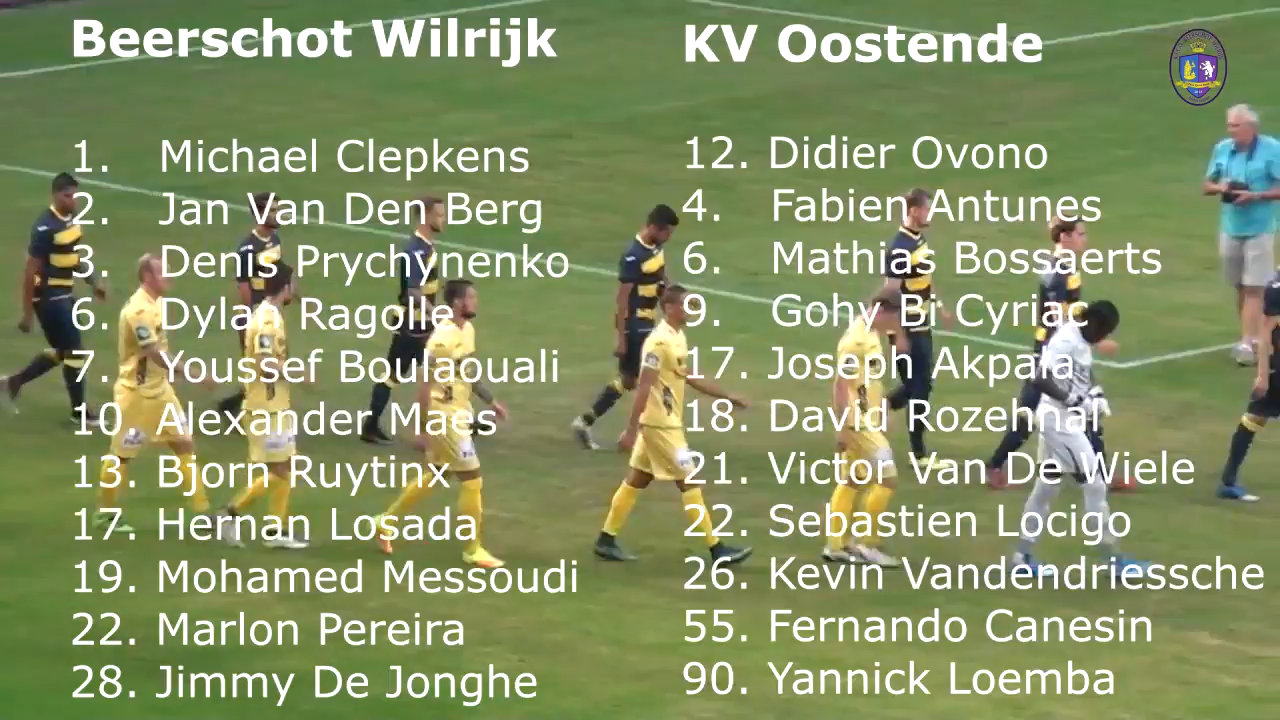 Beerschot Wilrijk
1. Michael Clepkens
2. Jan Van Den Berg
3. Denis Prychynenko
6. Dylan Ragolle
7. Youssef Boulaouali
10. Alexander Maes
13. Bjorn Ruytinx
17. Hernan Losada
19. Mohamed Messoudi
22. Marlon Pereira
28. Jimmy De Jonghe
KV Oostende
12. Didier Ovono
4. Fabien Antunes
6. Mathias Bossaerts
9. Gohy Bi Cyriac
17. Joseph Akpala
18. David Rozehnal
21. Victor Van De Wiele
22. Sebastien Locigo
26. Kevin Vandendriessche
55. Fernando Canesin
90. Yannick Loemba